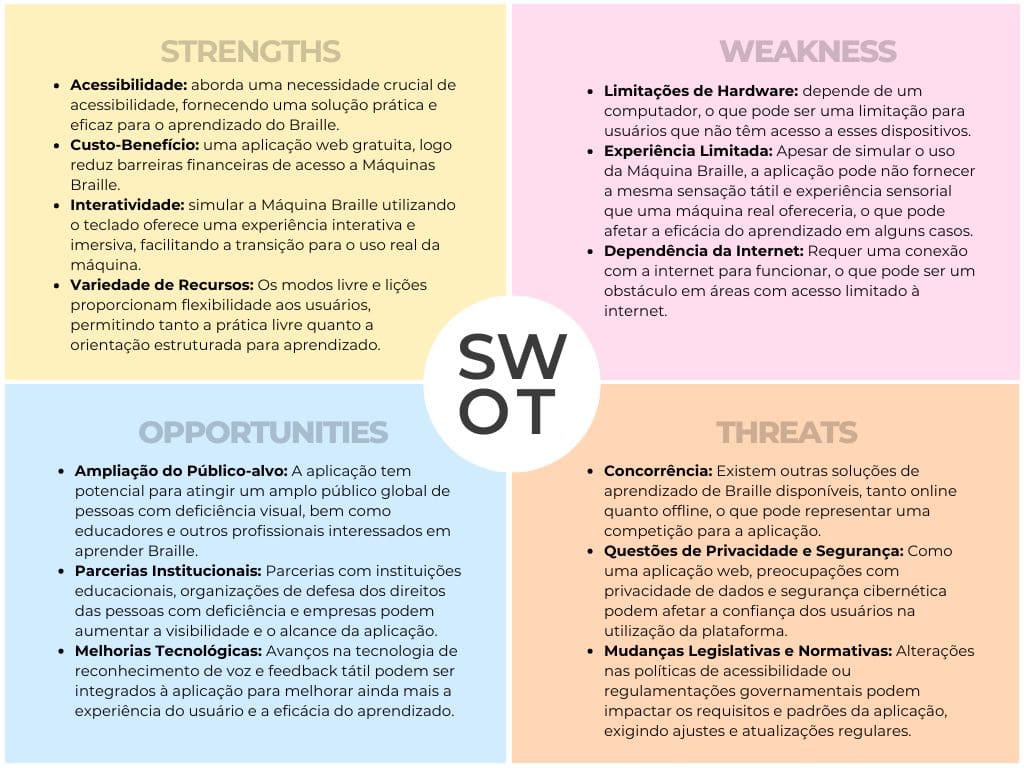 STRENGTHS
• Acessibilidade: aborda uma necessidade crucial de
acessibilidade, fornecendo uma solução prática e
eficaz para o aprendizado do Braille.
• Custo-Benefício: uma aplicação web gratuita, logo
reduz barreiras financeiras de acesso a Máquinas
Braille.
• Interatividade: simular a Máquina Braille utilizando
o teclado oferece uma experiência interativa e
imersiva, facilitando a transição para o uso real da
máquina.
• Variedade de Recursos: Os modos livre e lições
proporcionam flexibilidade aos usuários,
permitindo tanto a prática livre quanto a
orientação estruturada para aprendizado.
WEAKNESS
• Limitações de Hardware: depende de um
computador, o que pode ser uma limitação para
usuários que não têm acesso a esses dispositivos.
• Experiência Limitada: Apesar de simular o uso
da Máquina Braille, a aplicação pode não fornecer
a mesma sensação tátil e experiência sensorial
que uma máquina real ofereceria, o que pode
afetar a eficácia do aprendizado em alguns casos.
• Dependência da Internet: Requer uma conexão
com a internet para funcionar, o que pode ser um
obstáculo em áreas com acesso limitado à
internet.
SW
OT
OPPORTUNITIES
• Ampliação do Público-alvo: A aplicação tem
potencial para atingir um amplo público global de
pessoas com deficiência visual, bem como
educadores e outros profissionais interessados em
aprender Braille.
• Parcerias Institucionais: Parcerias com instituições
educacionais, organizações de defesa dos direitos
das pessoas com deficiência e empresas podem
aumentar a visibilidade e o alcance da aplicação.
• Melhorias Tecnológicas: Avanços na tecnologia de
reconhecimento de voz e feedback tátil podem ser
integrados à aplicação para melhorar ainda mais a
experiência do usuário e a eficácia do aprendizado.
THREATS
• Concorrência: Existem outras soluções de
aprendizado de Braille disponíveis, tanto online
quanto offline, o que pode representar uma
competição para a aplicação.
• Questões de Privacidade e Segurança: Como
uma aplicação web, preocupações com
privacidade de dados e segurança cibernética
podem afetar a confiança dos usuários na
utilização da plataforma.
• Mudanças Legislativas e Normativas: Alterações
nas políticas de acessibilidade ou
regulamentações governamentais podem
impactar os requisitos e padrões da aplicação,
exigindo ajustes e atualizações regulares.